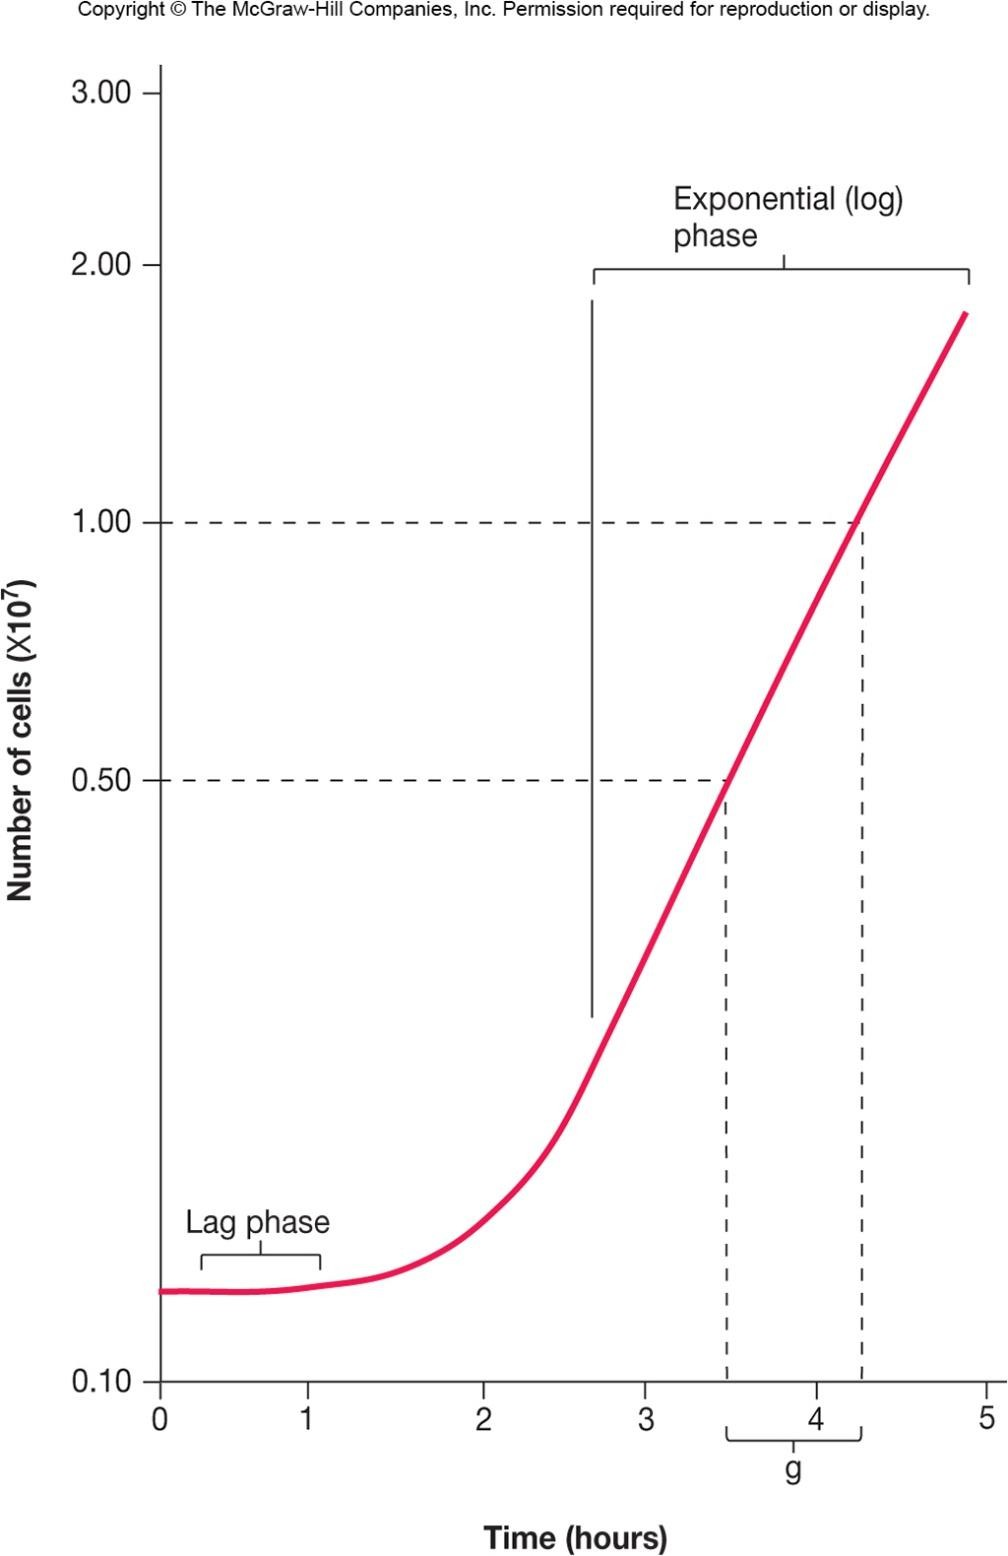 Copyright © The McGraw-Hill Companies, Inc. Permission required for reproduction or display.
3.00
Exponential (log)
phase
2.00
1.00
Number of cells (X10⁷)
0.50
Lag phase
0.10
0 1 2 3 4 5
g
Time (hours)